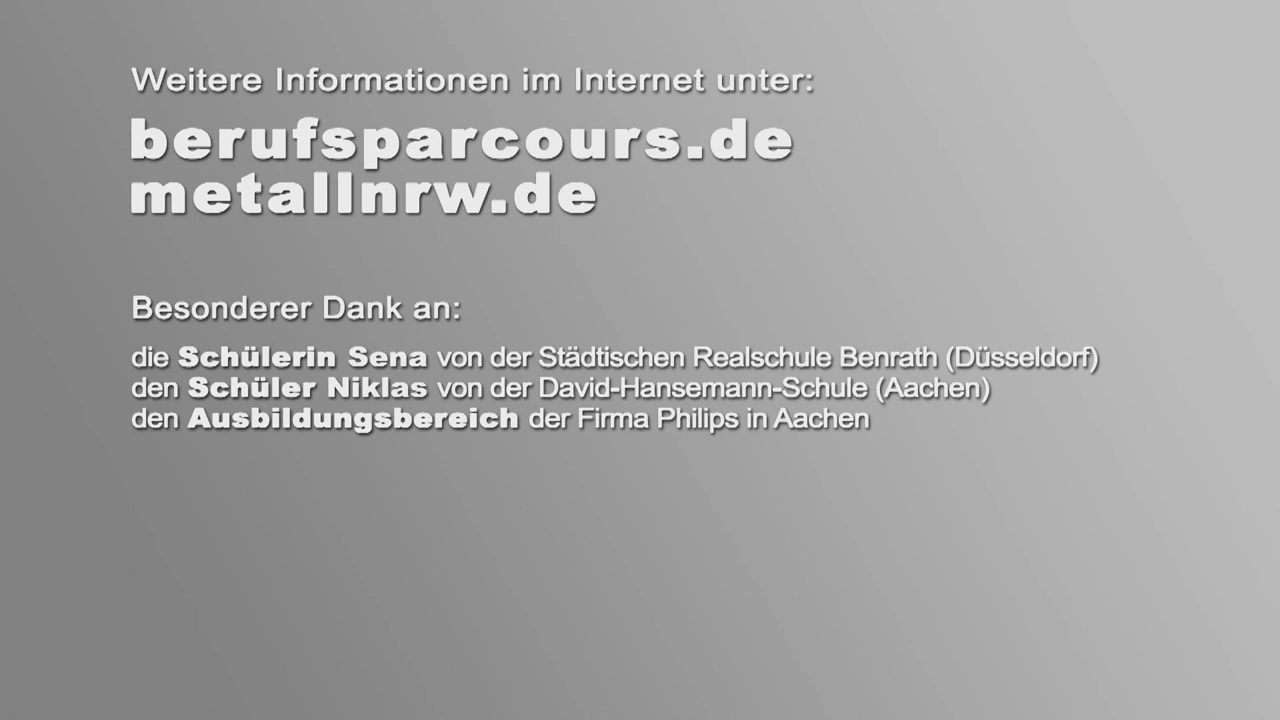 Weitere Informationen im Internet unter:
berufsparcours.de
metallnrw.de
Besonderer Dank an:
die Schülerin Sena von der Städtischen Realschule Benrath (Düsseldorf)
den Schüler Niklas von der David-Hansemann-Schule (Aachen)
den Ausbildungsbereich der Firma Philips in Aachen